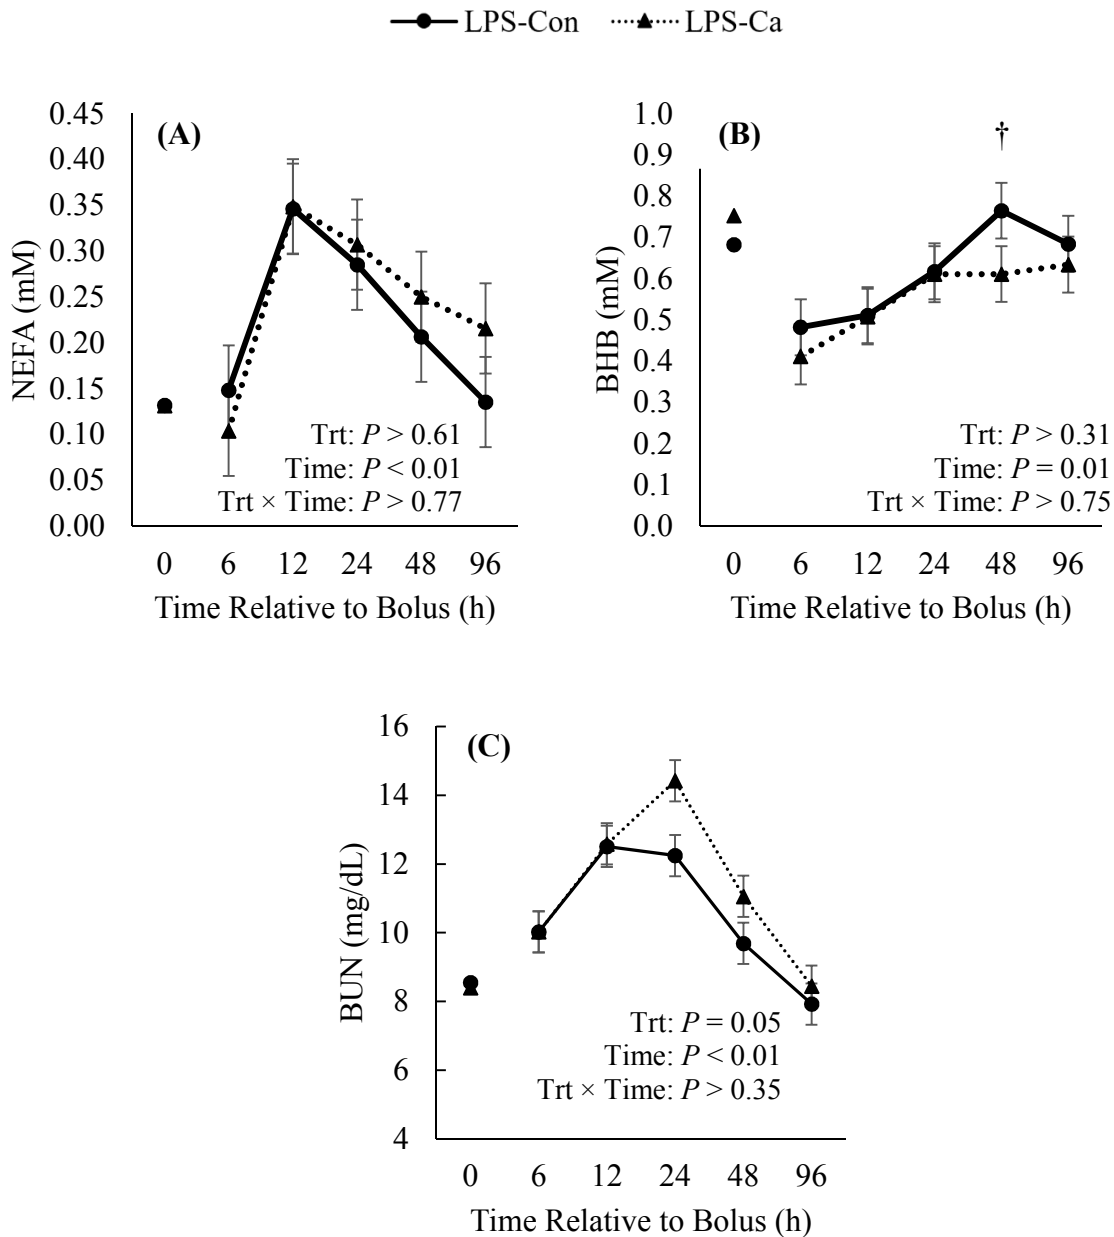 LPS-Con LPS-Ca
(A)
NEFA (mM)
0.45
0.40
0.35
0.30
0.25
0.20
0.15
0.10
0.05
0.00
Trt: P > 0.61
Time: P < 0.01
Trt × Time: P > 0.77
0 6 12 24 48 96
Time Relative to Bolus (h)
(B)
†
BHB (mM)
1.0
0.9
0.8
0.7
0.6
0.5
0.4
0.3
0.2
0.1
0.0
Trt: P > 0.31
Time: P = 0.01
Trt × Time: P > 0.75
0 6 12 24 48 96
Time Relative to Bolus (h)
(C)
BUN (mg/dL)
16
14
12
10
8
6
4
Trt: P = 0.05
Time: P < 0.01
Trt × Time: P > 0.35
0 6 12 24 48 96
Time Relative to Bolus (h)